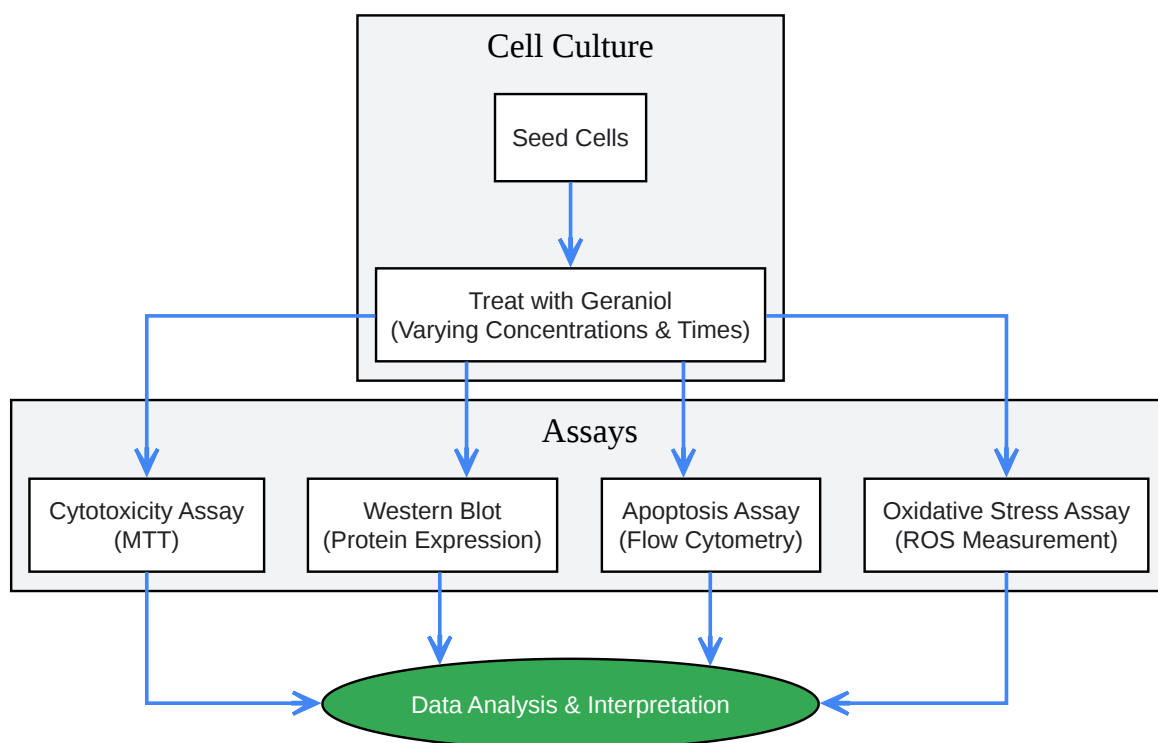 Cell Culture
Seed Cells
Treat with Geraniol
(Varying Concentrations & Times)
Assays
Cytotoxicity Assay
(MTT)
Western Blot
(Protein Expression)
Apoptosis Assay
(Flow Cytometry)
Oxidative Stress Assay
(ROS Measurement)
Data Analysis & Interpretation